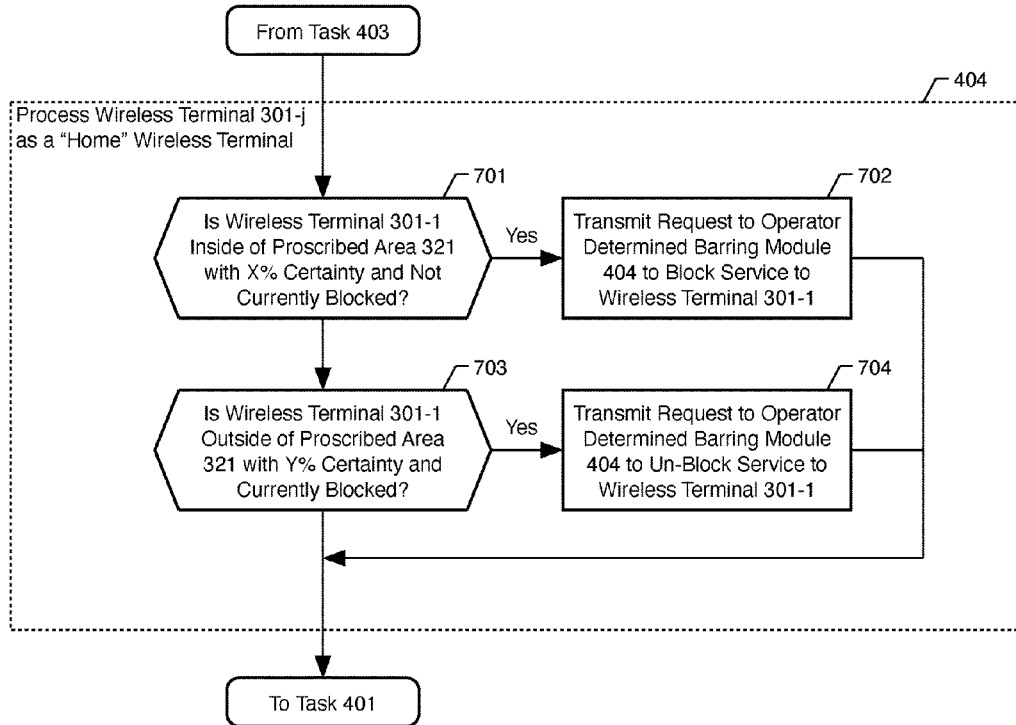 From Task 403
404
Process Wireless Terminal 301-j
as a “Home” Wireless Terminal
701
Is Wireless Terminal 301-1
Inside of Proscribed Area 321
with X% Certainty and Not
Currently Blocked?
Yes
702
Transmit Request to Operator
Determined Barring Module
404 to Block Service to
Wireless Terminal 301-1
703
Is Wireless Terminal 301-1
Outside of Proscribed Area
321 with Y% Certainty and
Currently Blocked?
Yes
704
Transmit Request to Operator
Determined Barring Module
404 to Un-Block Service to
Wireless Terminal 301-1
To Task 401